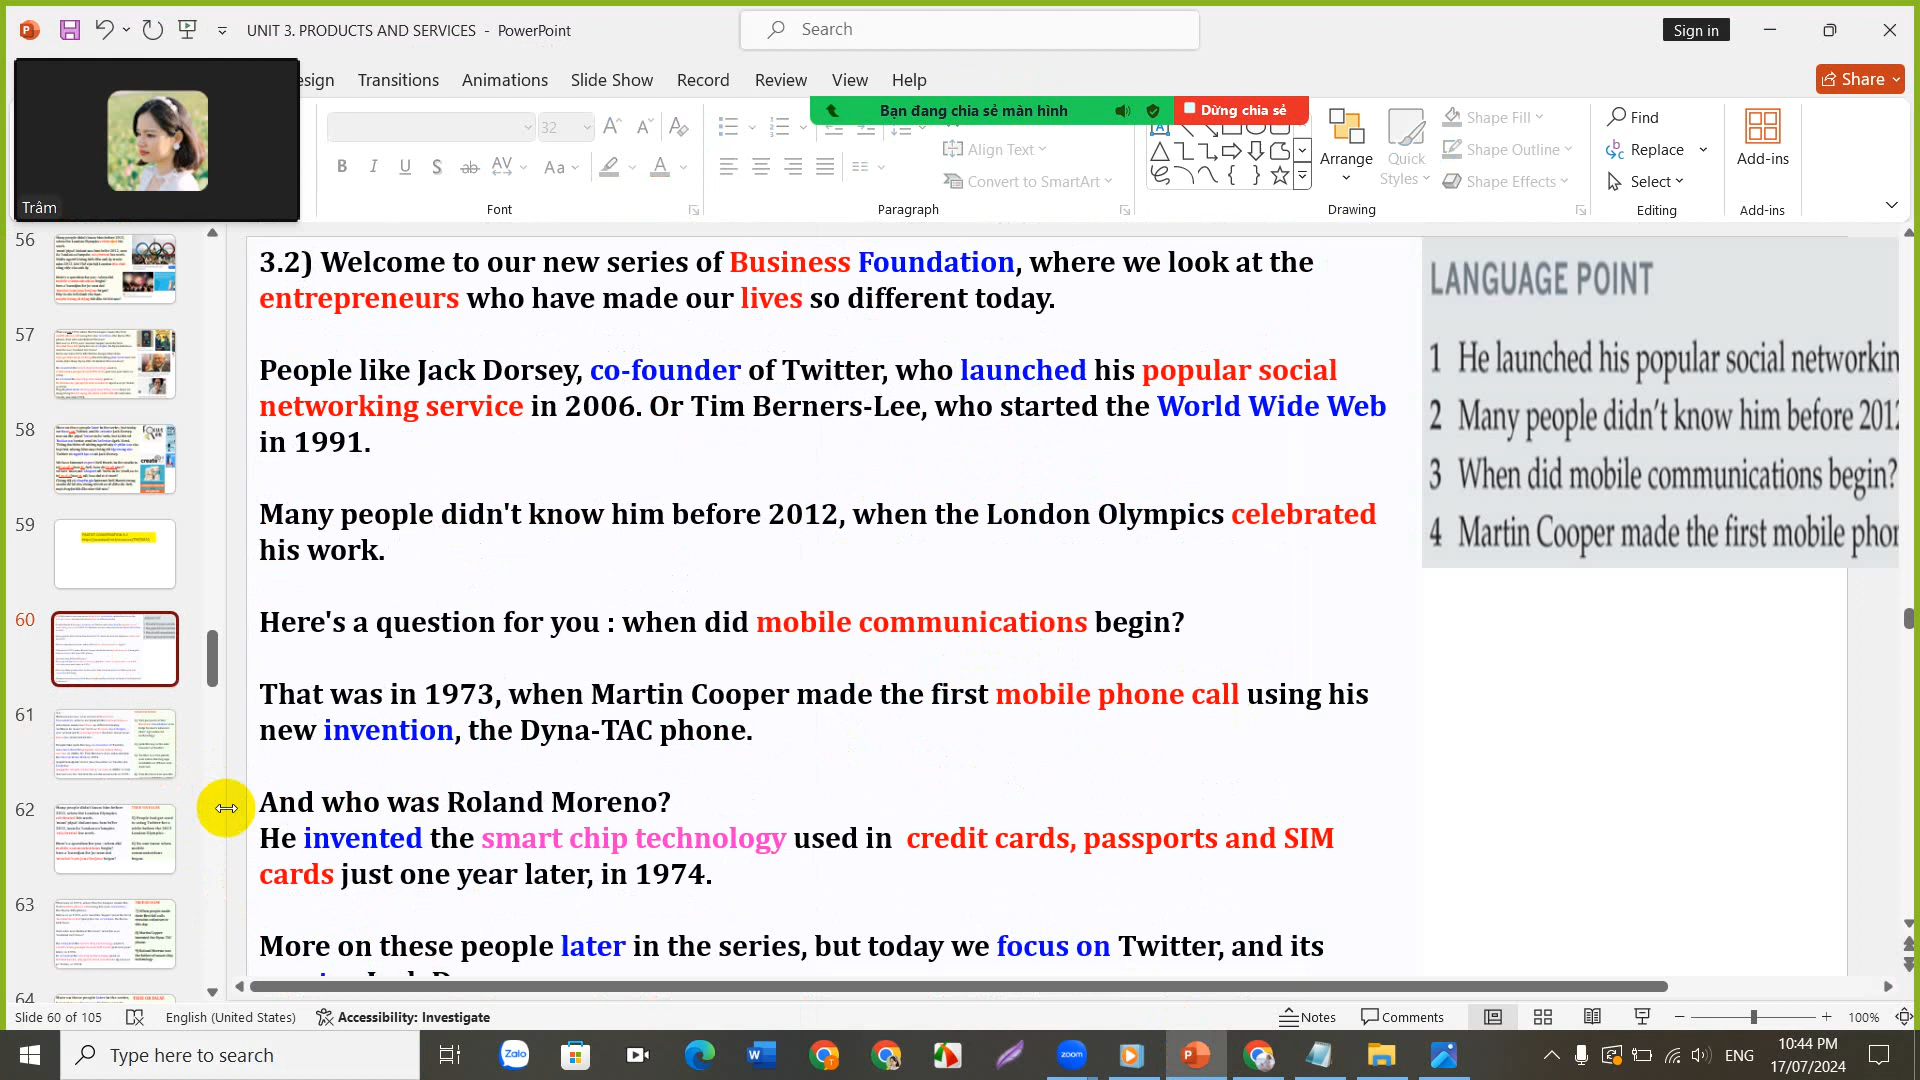 UNIT 3. PRODUCTS AND SERVICES - PowerPoint
Search
Sign in
esign Transitions Animations Slide Show Record Review View Help
Share
Bạn đang chia sẻ màn hình
Dừng chia sẻ
Trâm
32
Align Text
Convert to SmartArt
Arrange
Quick
Styles
Shape Fill
Shape Outline
Shape Effects
Find
Replace
Select
Add-ins
Font
Paragraph
Drawing
Editing
Add-ins
56
57
58
59
60
61
62
63
64
3.2) Welcome to our new series of Business Foundation, where we look at the
entrepreneurs who have made our lives so different today.
People like Jack Dorsey, co-founder of Twitter, who launched his popular social
networking service in 2006. Or Tim Berners-Lee, who started the World Wide Web
in 1991.
Many people didn't know him before 2012, when the London Olympics celebrated
his work.
Here's a question for you : when did mobile communications begin?
That was in 1973, when Martin Cooper made the first mobile phone call using his
new invention, the Dyna-TAC phone.
And who was Roland Moreno?
He invented the smart chip technology used in credit cards, passports and SIM
cards just one year later, in 1974.
More on these people later in the series, but today we focus on Twitter, and its
LANGUAGE POINT
1 He launched his popular social networkin
2 Many people didn't know him before 2012
3 When did mobile communications begin?
4 Martin Cooper made the first mobile phon
Slide 60 of 105
English (United States)
Accessibility: Investigate
Notes
Comments
100%
Type here to search
Zalo
zoom
ENG
10:44 PM
17/07/2024